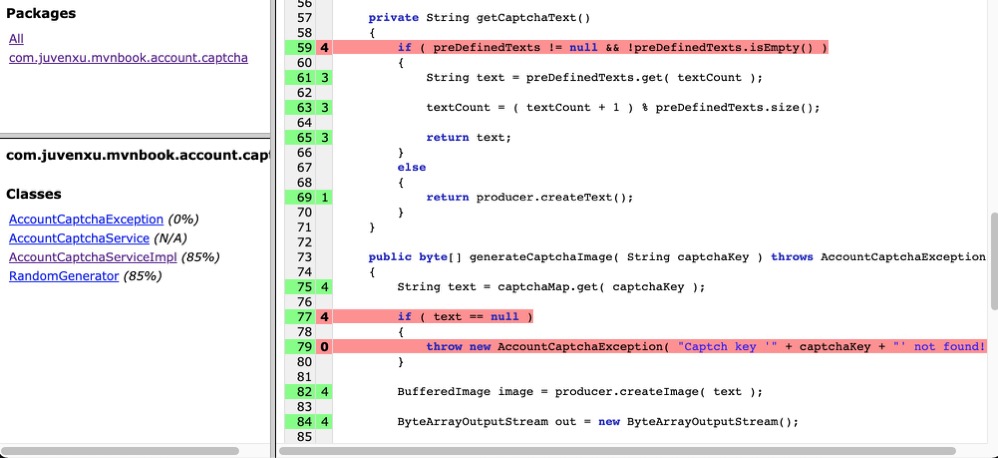 Packages
All
com.juvenxu.mvnbook.account.captcha
com.juvenxu.mvnbook.account.capt
Classes
AccountCaptchaException (0%)
AccountCaptchaService (N/A)
AccountCaptchaServiceImpl (85%)
RandomGenerator (85%)
56
57 private String getCaptchaText()
58 {
59 4 if ( preDefinedTexts != null && !preDefinedTexts.isEmpty() )
60 {
61 3 String text = preDefinedTexts.get( textCount );
62
63 3 textCount = ( textCount + 1 ) % preDefinedTexts.size();
64
65 3 return text;
66 }
67 else
68 {
69 1 return producer.createText();
70 }
71 }
72
73 public byte[] generateCaptchaImage( String captchaKey ) throws AccountCaptchaException
74 {
75 4 String text = captchaMap.get( captchaKey );
76
77 4 if ( text == null )
78 {
79 0 throw new AccountCaptchaException( "Captch key '" + captchaKey + "' not found!
80 }
81
82 4 BufferedImage image = producer.createImage( text );
83
84 4 ByteArrayOutputStream out = new ByteArrayOutputStream();
85